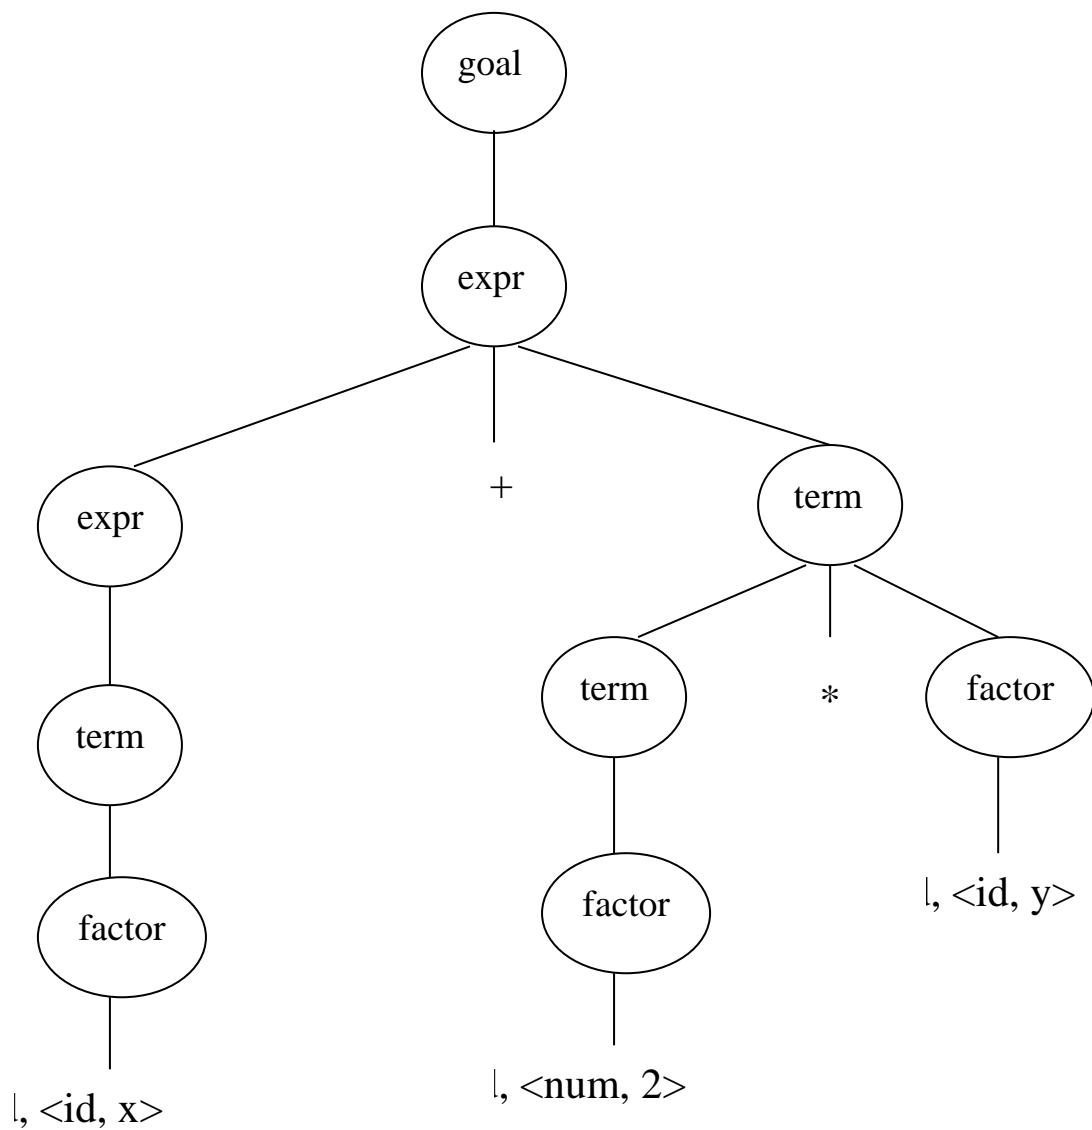 goal
expr
expr
+
term
term
term
*
factor
factor
factor
, <id, y>
, <num, 2>
, <id, x>